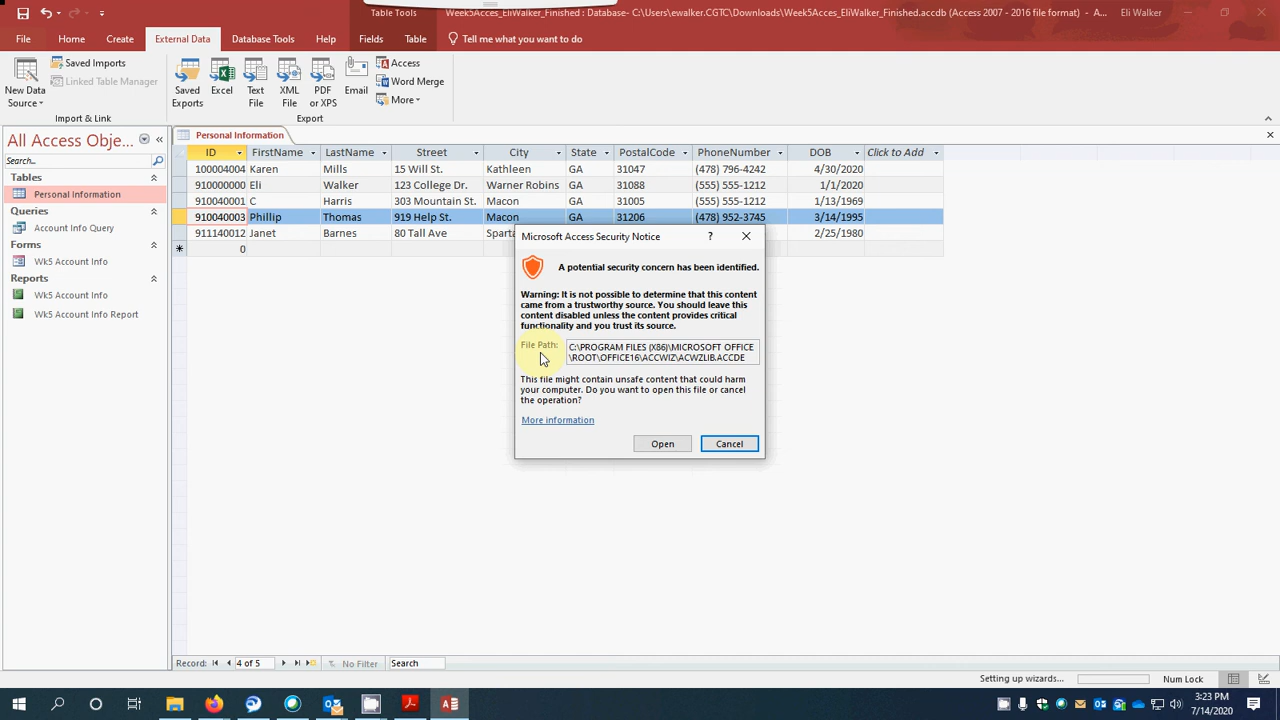 Table Tools
Week5Acces_EliWalker_Finished : Database- C:\Users\ewalker.CGTC\Downloads\Week5Acces_EliWalker_Finished.accdb (Access 2007 - 2016 file format) - A...
Eli Walker
File Home Create External Data Database Tools Help Fields Table Tell me what you want to do
New Data
Source
Saved Imports
Linked Table Manager
Import & Link
Saved
Exports
Excel
Text
File
XML
File
PDF
or XPS
Email
Access
Word Merge
More
Export
All Access Obje...
Search...
Tables
Personal Information
Queries
Account Info Query
Forms
Wk5 Account Info
Reports
Wk5 Account Info
Wk5 Account Info Report
Personal Information
ID FirstName LastName Street City State PostalCode PhoneNumber DOB Click to Add
100004004 Karen Mills 15 Will St. Kathleen GA 31047 (478) 796-4242 4/30/2020
910000000 Eli Walker 123 College Dr. Warner Robins GA 31088 (555) 555-1212 1/1/2020
910040001 C Harris 303 Mountain St. Macon GA 31005 (555) 555-1212 1/13/1969
910040003 Phillip Thomas 919 Help St. Macon GA 31206 (478) 952-3745 3/14/1995
911140012 Janet Barnes 80 Tall Ave Sparta 2/25/1980
0
Microsoft Access Security Notice ?
A potential security concern has been identified.
Warning: It is not possible to determine that this content
came from a trustworthy source. You should leave this
content disabled unless the content provides critical
functionality and you trust its source.
File Path: C:\PROGRAM FILES (X86)\MICROSOFT OFFICE
\ROOT\OFFICE16\ACCWIZ\ACWZLIB.ACCDE
This file might contain unsafe content that could harm
your computer. Do you want to open this file or cancel
the operation?
More information
Open Cancel
Record: 4 of 5 No Filter Search
Setting up wizards... Num Lock
3:23 PM
7/14/2020